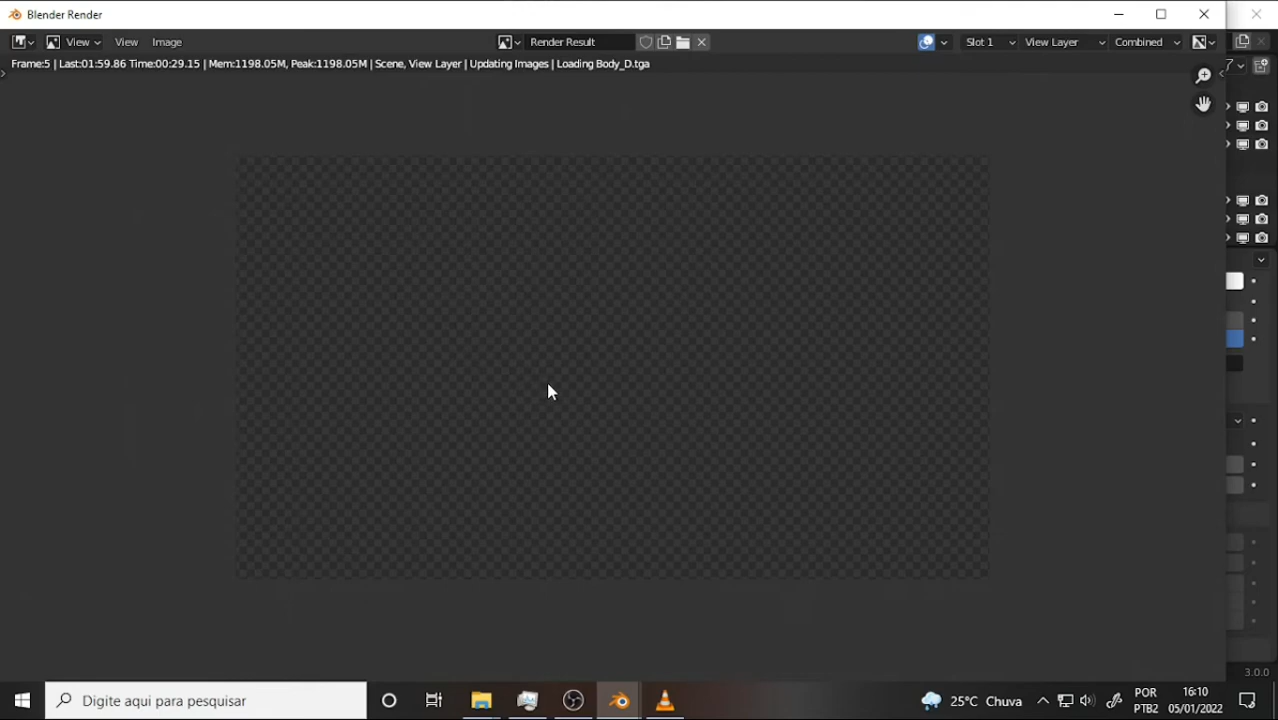 Blender Render
View View Image Render Result Slot 1 View Layer Combined
Frame:5 | Last:01:59.86 Time:00:29.15 | Mem:1198.05M, Peak:1198.05M | Scene, View Layer | Updating Images | Loading Body_D.tga
3.0.0
Digite aqui para pesquisar
25°C Chuva
POR
PTB2
16:10
05/01/2022